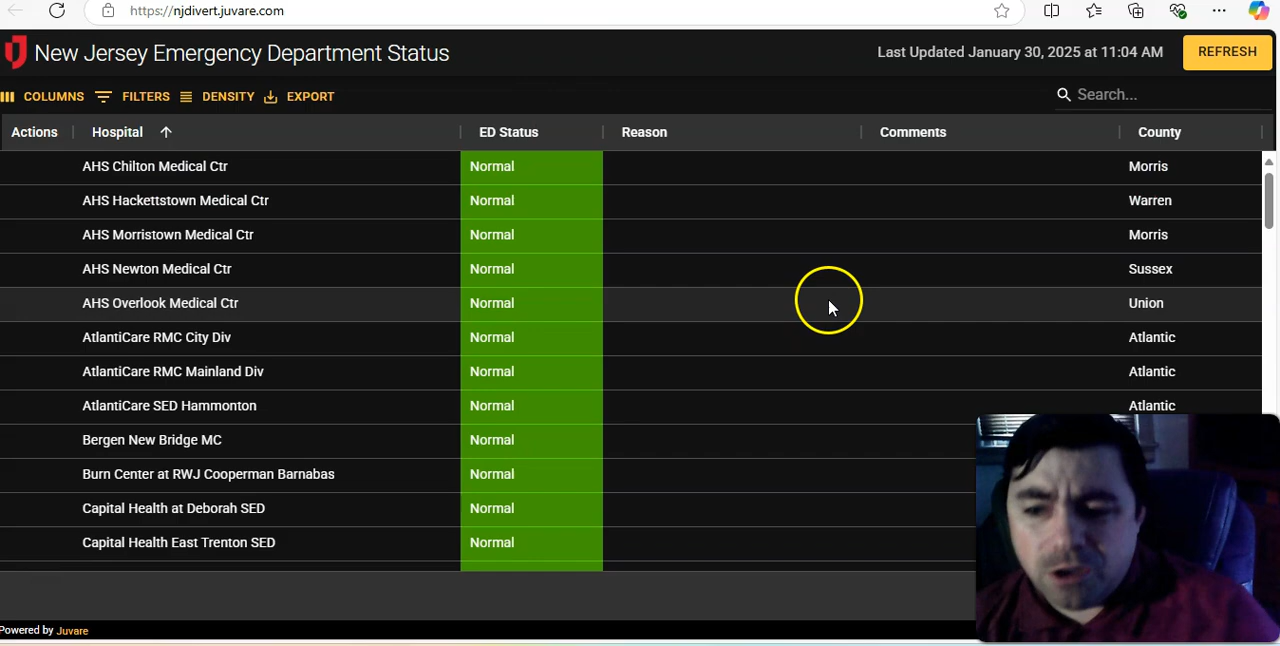 https://njdivert.juvare.com
New Jersey Emergency Department Status
Last Updated January 30, 2025 at 11:04 AM
REFRESH
COLUMNS FILTERS DENSITY EXPORT
Search...
Actions Hospital ED Status Reason Comments County
AHS Chilton Medical Ctr Normal Morris
AHS Hackettstown Medical Ctr Normal Warren
AHS Morristown Medical Ctr Normal Morris
AHS Newton Medical Ctr Normal Sussex
AHS Overlook Medical Ctr Normal Union
AtlantiCare RMC City Div Normal Atlantic
AtlantiCare RMC Mainland Div Normal Atlantic
AtlantiCare SED Hammonton Normal Atlantic
Bergen New Bridge MC Normal
Burn Center at RWJ Cooperman Barnabas Normal
Capital Health at Deborah SED Normal
Capital Health East Trenton SED Normal
Powered by Juvare